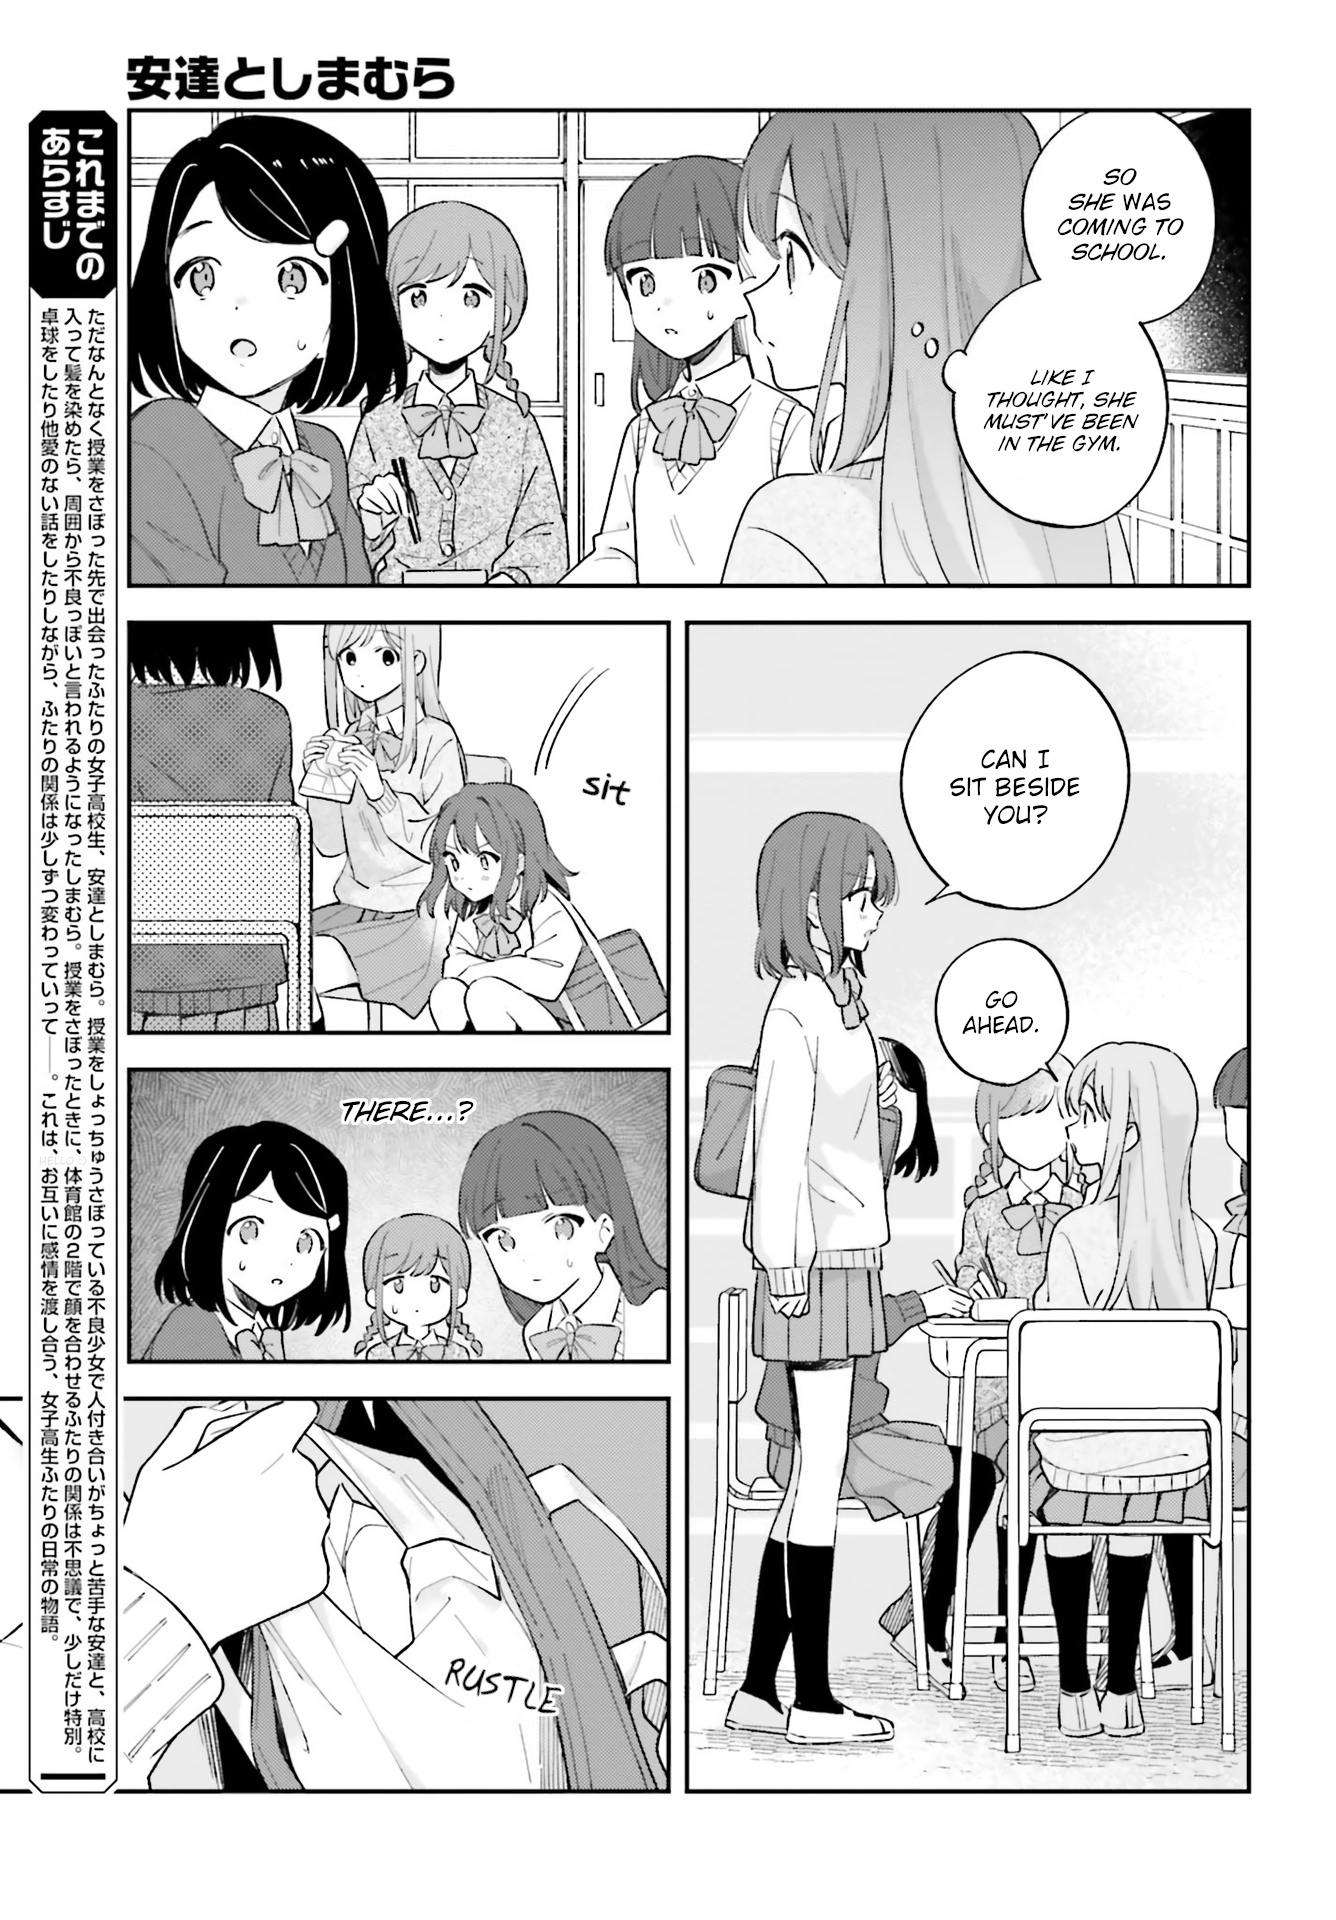 安達としまむら
SO
SHE WAS
COMING TO
SCHOOL.
LIKE I
THOUGHT, SHE
MUST'VE BEEN
IN THE GYM.
CAN I
SIT BESIDE
YOU?
GO
AHEAD.
sit
THERE...?
RUSTLE
これまでの
あらすじ
ただなんとなく授業をさぼった先で出会ったふたりの女子高校生、安達としまむら。授業をしょっちゅうさぼっている不良少女で人付き合いがちょっと苦手な安達と、高校に
入って髪を染めたら、周囲から不良っぽいと言われるようになったしまむら。授業をさぼったときに、体育館の2階で顔を合わせるふたりの関係は不思議で、少しだけ特別。
卓球をしたり他愛のない話をしたりしながら、ふたりの関係は少しずつ変わっていって――。これは、お互いに感情を渡し合う、女子高生ふたりの日常の物語。
HELLO :)